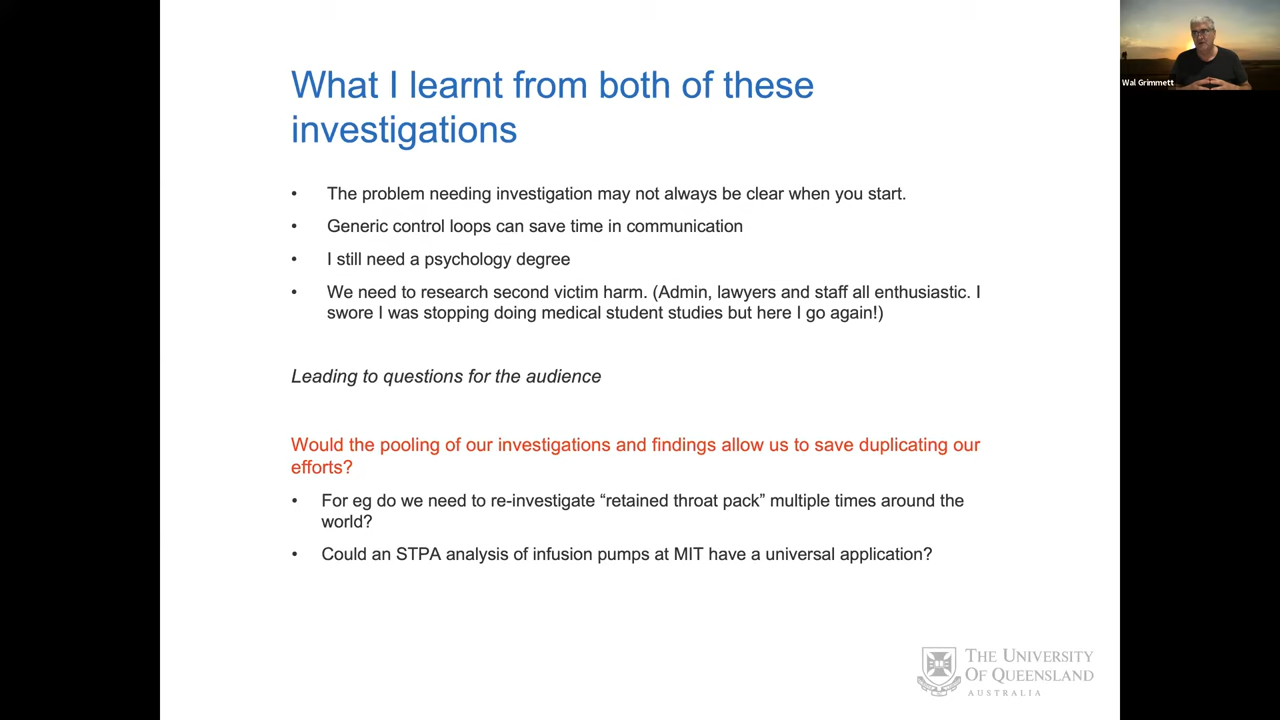 What I learnt from both of these
investigations
• The problem needing investigation may not always be clear when you start.
• Generic control loops can save time in communication
• I still need a psychology degree
• We need to research second victim harm. (Admin, lawyers and staff all enthusiastic. I
swore I was stopping doing medical student studies but here I go again!)
Leading to questions for the audience
Would the pooling of our investigations and findings allow us to save duplicating our
efforts?
• For eg do we need to re-investigate “retained throat pack” multiple times around the
world?
• Could an STPA analysis of infusion pumps at MIT have a universal application?
THE UNIVERSITY
OF QUEENSLAND
AUSTRALIA
Wal Grimmett